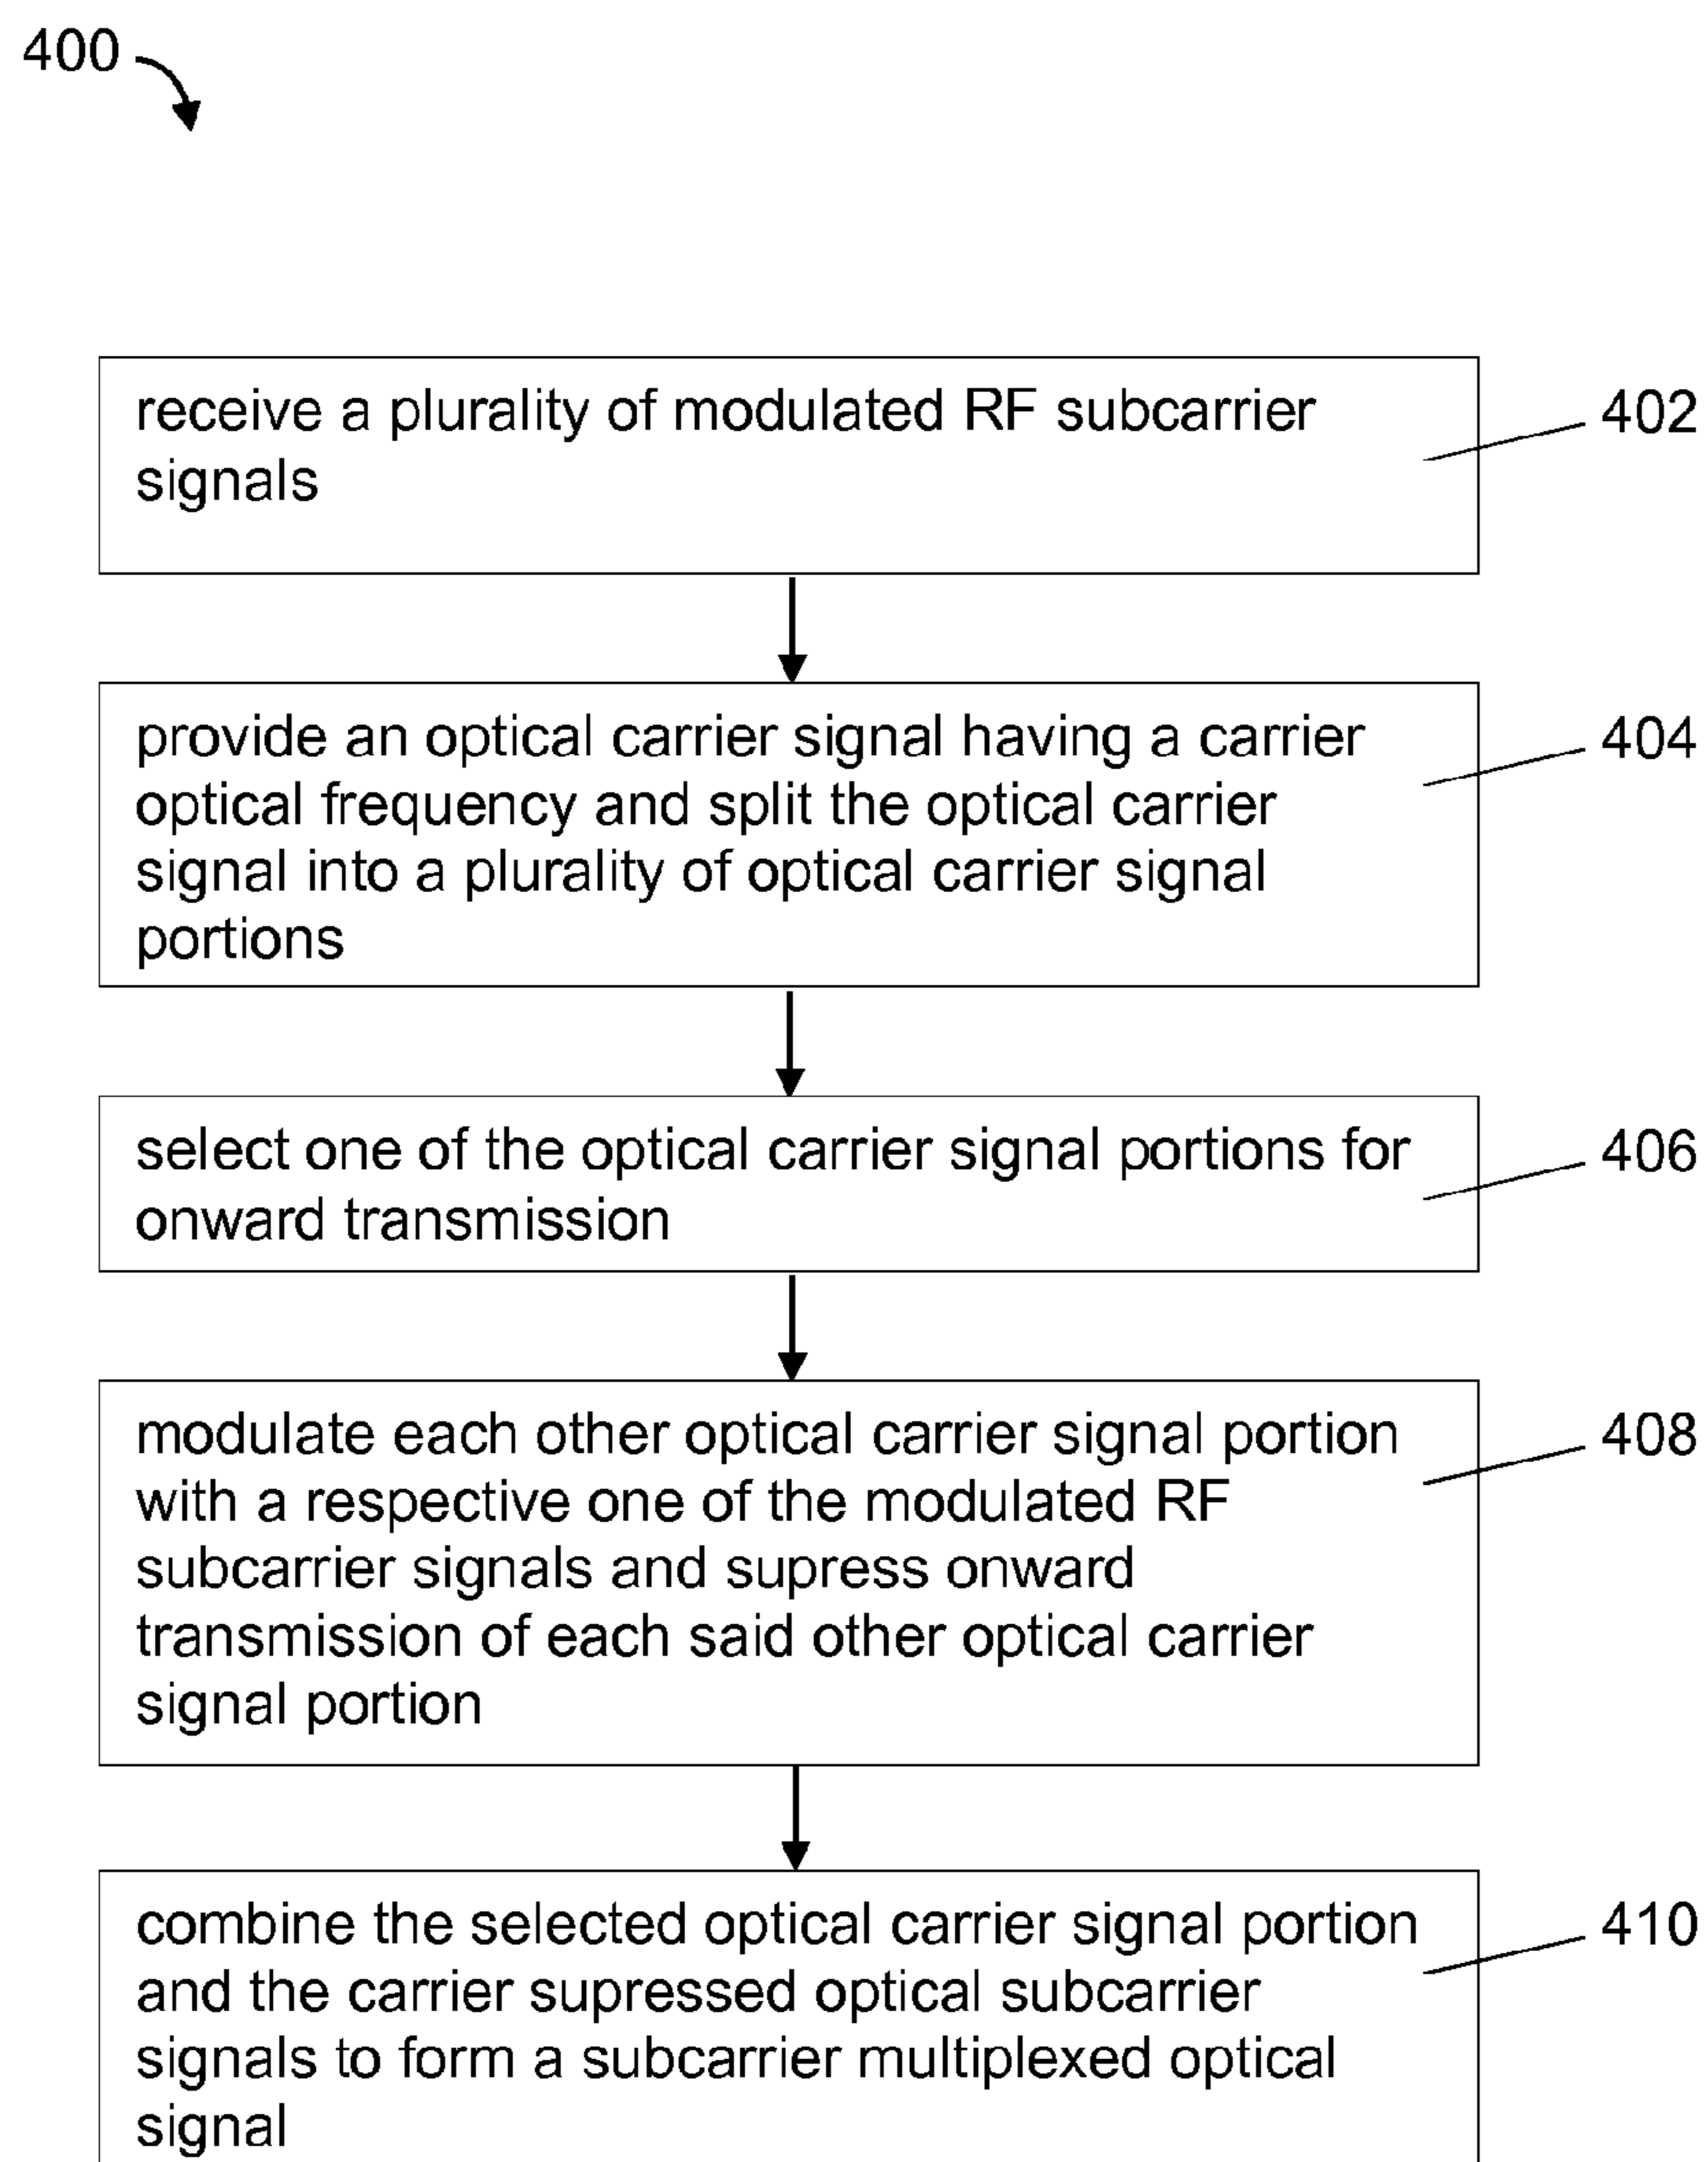 400
receive a plurality of modulated RF subcarrier
signals
402
provide an optical carrier signal having a carrier
optical frequency and split the optical carrier
signal into a plurality of optical carrier signal
portions
404
select one of the optical carrier signal portions for
onward transmission
406
modulate each other optical carrier signal portion
with a respective one of the modulated RF
subcarrier signals and supress onward
transmission of each said other optical carrier
signal portion
408
combine the selected optical carrier signal portion
and the carrier supressed optical subcarrier
signals to form a subcarrier multiplexed optical
signal
410